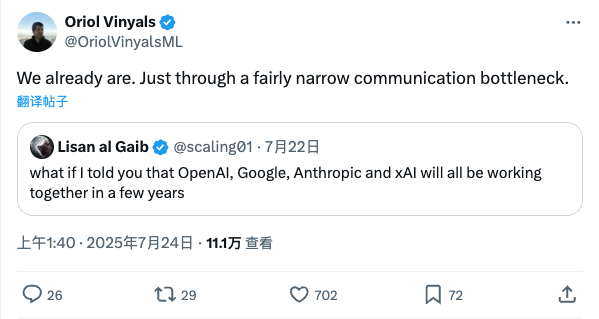 Oriol Vinyals
@OriolVinyalsML
We already are. Just through a fairly narrow communication bottleneck.
翻译帖子
Lisan al Gaib @scaling01 · 7月22日
what if I told you that OpenAI, Google, Anthropic and xAI will all be working
together in a few years
上午1:40 · 2025年7月24日 · 11.1万 查看
26 29 702 72